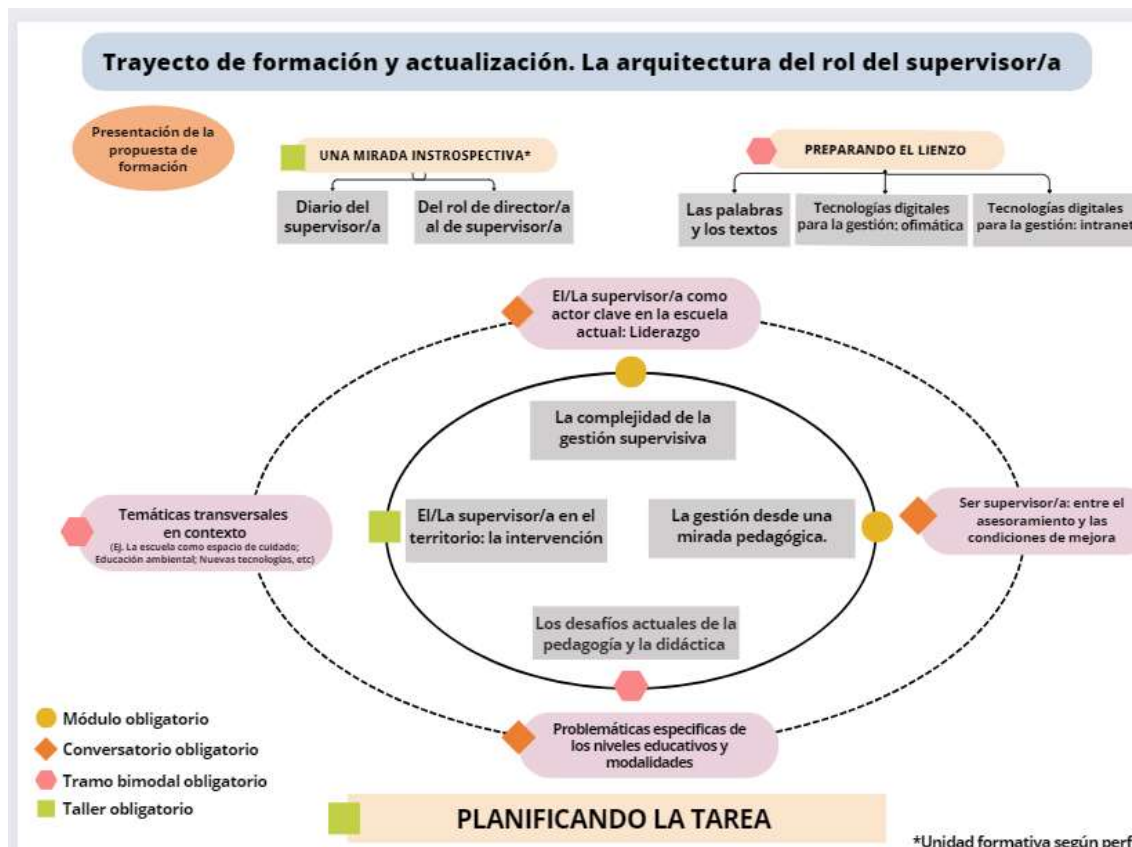 Trayecto de formación y actualización. La arquitectura del rol del supervisor/a
Presentación de la
propuesta de
formación
UNA MIRADA INSTROSPECTIVA*
Diario del
supervisor/a
Del rol de director/a
al de supervisor/a
PREPARANDO EL LIENZO
Las palabras
y los textos
Tecnologías digitales
para la gestión: ofimática
Tecnologías digitales
para la gestión: intranet
El/La supervisor/a como
actor clave en la escuela
actual: Liderazgo
La complejidad de la
gestión supervisiva
Temáticas transversales
en contexto
(Ej. La escuela como espacio de cuidado;
Educación ambiental; Nuevas tecnologías, etc)
El/La supervisor/a en el
territorio: la intervención
La gestión desde una
mirada pedagógica.
Ser supervisor/a: entre el
asesoramiento y las
condiciones de mejora
Los desafíos actuales de la
pedagogía y la didáctica
Problemáticas especificas de
los niveles educativos y
modalidades
Módulo obligatorio
Conversatorio obligatorio
Tramo bimodal obligatorio
Taller obligatorio
PLANIFICANDO LA TAREA
*Unidad formativa según perf